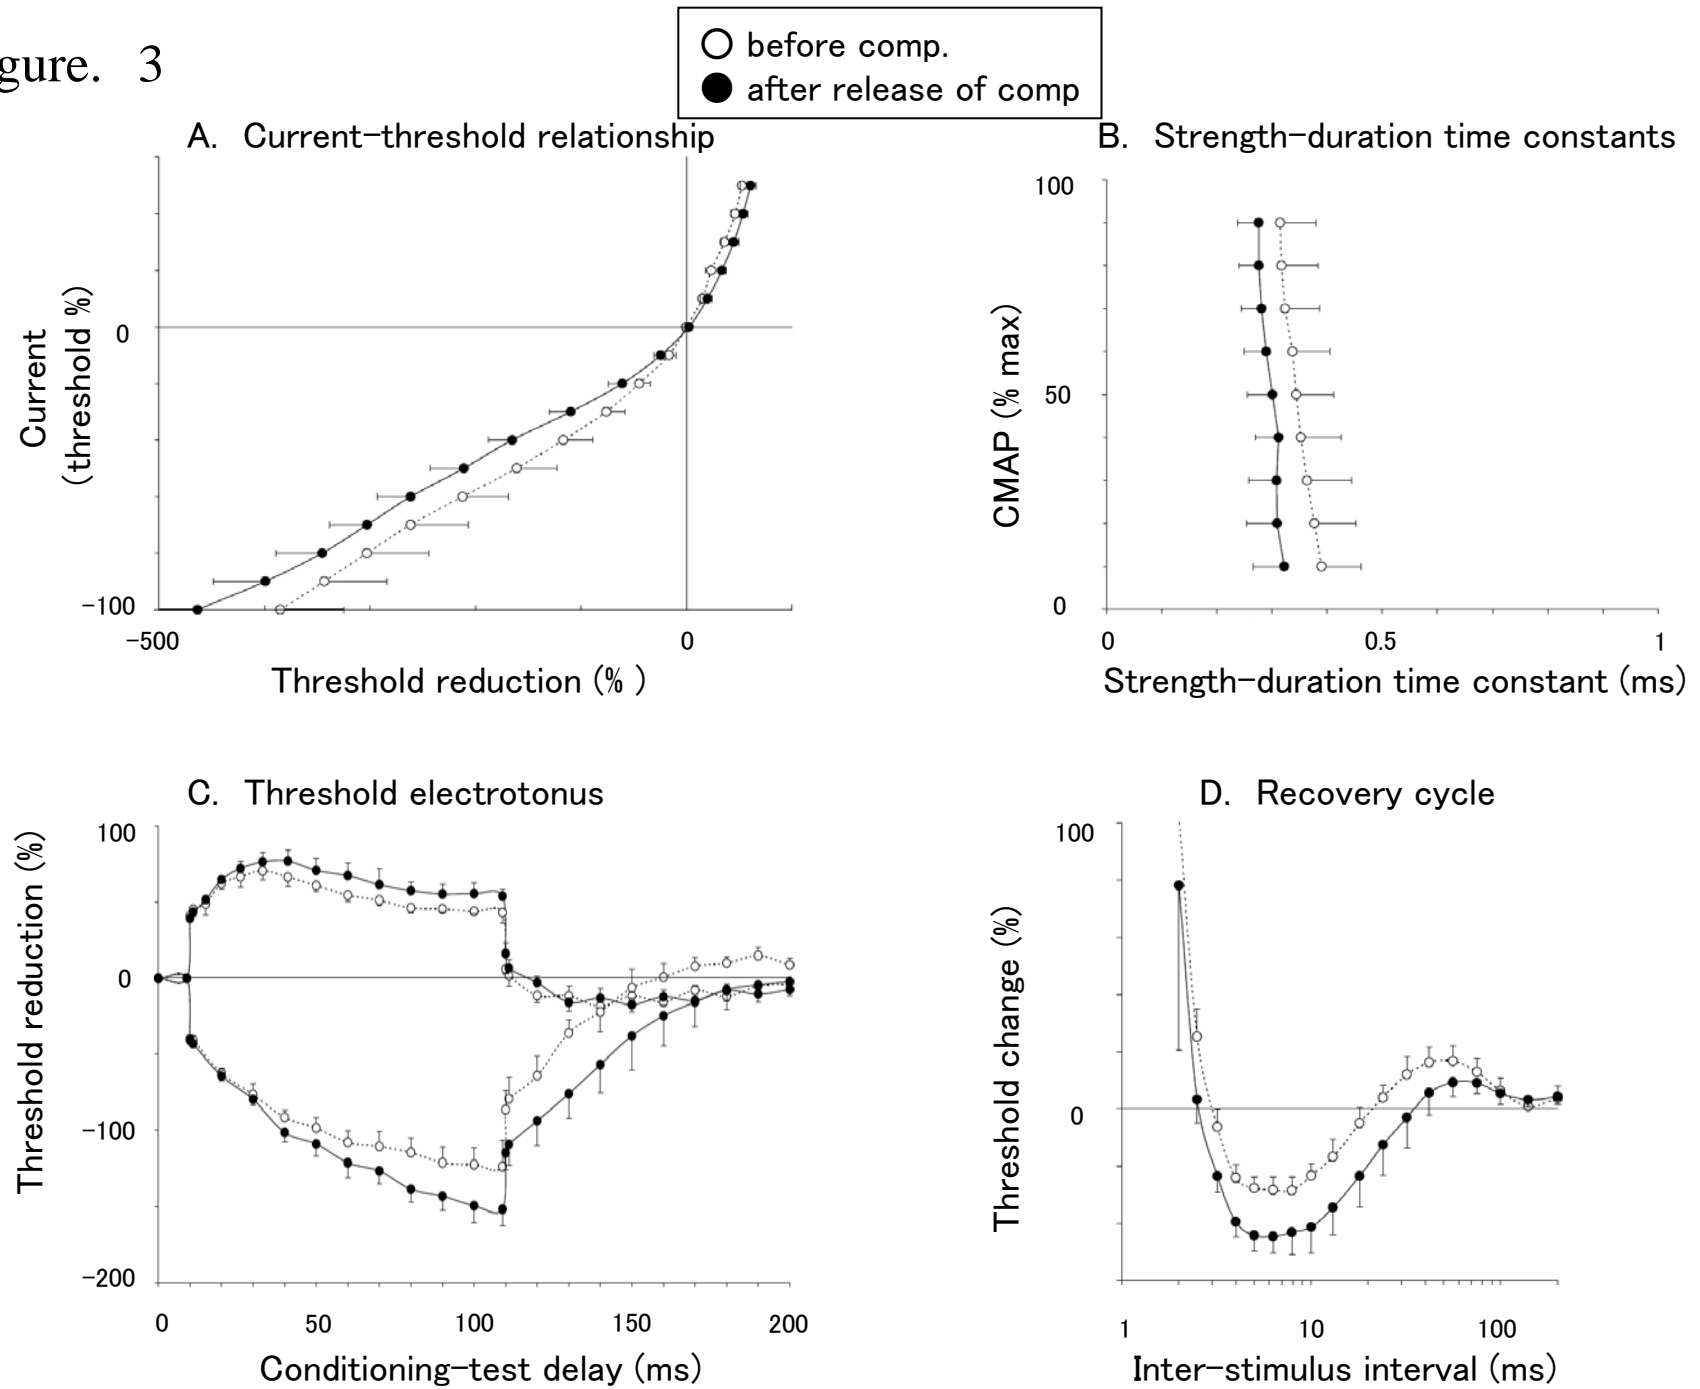 gure. 3
before comp.
after release of comp
A. Current-threshold relationship
Current
(threshold %)
0
-100
-500
0
Threshold reduction (% )
B. Strength-duration time constants
CMAP (% max)
100
50
0
0
0.5
1
Strength-duration time constant (ms)
C. Threshold electrotonus
Threshold reduction (%)
100
0
-100
-200
0
50
100
150
200
Conditioning-test delay (ms)
D. Recovery cycle
Threshold change (%)
100
0
1
10
100
Inter-stimulus interval (ms)